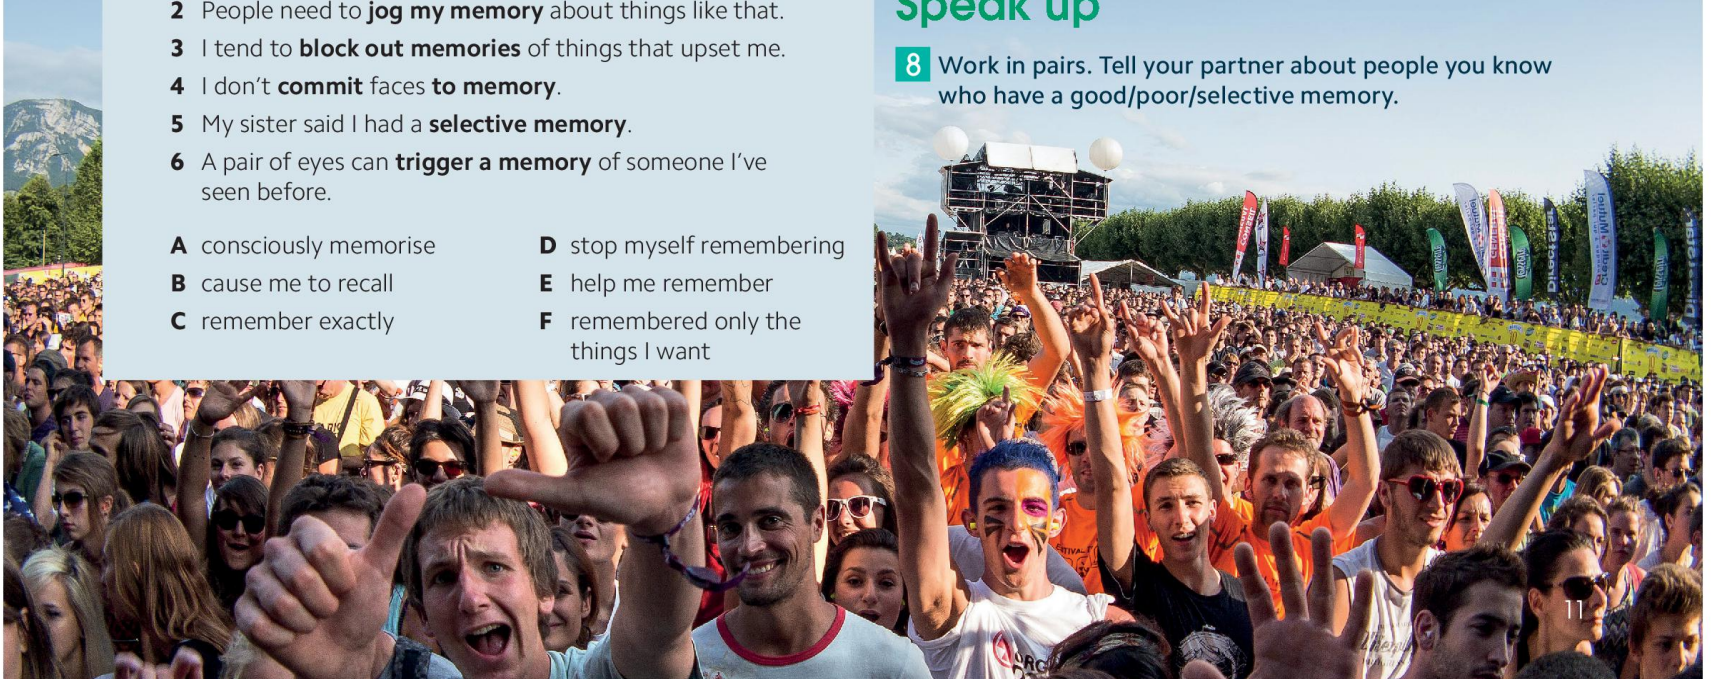 2 People need to jog my memory about things like that.
3 I tend to block out memories of things that upset me.
4 I don't commit faces to memory.
5 My sister said I had a selective memory.
6 A pair of eyes can trigger a memory of someone I've
seen before.
A consciously memorise
B cause me to recall
C remember exactly
D stop myself remembering
E help me remember
F remembered only the
things I want
Speak up
8 Work in pairs. Tell your partner about people you know
who have a good/poor/selective memory.
Crédit Mutuel
11